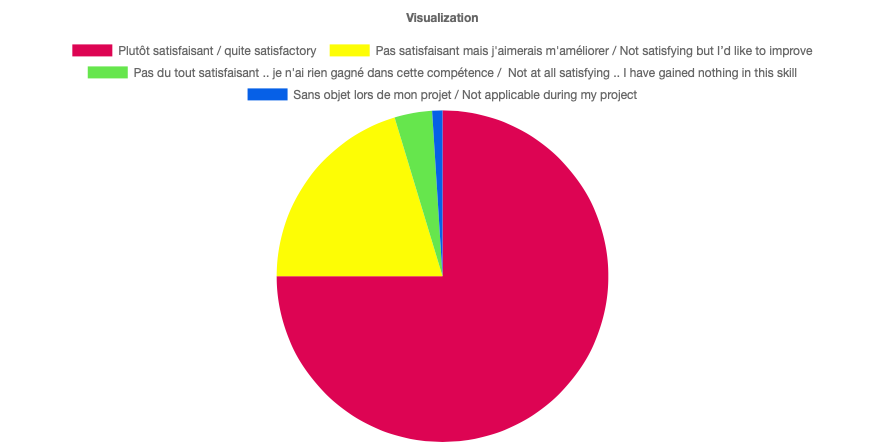 Visualization
Plutôt satisfaisant / quite satisfactory Pas satisfaisant mais j'aimerais m'améliorer / Not satisfying but I'd like to improve
Pas du tout satisfaisant .. je n'ai rien gagné dans cette compétence /  Not at all satisfying .. I have gained nothing in this skill
Sans objet lors de mon projet / Not applicable during my project